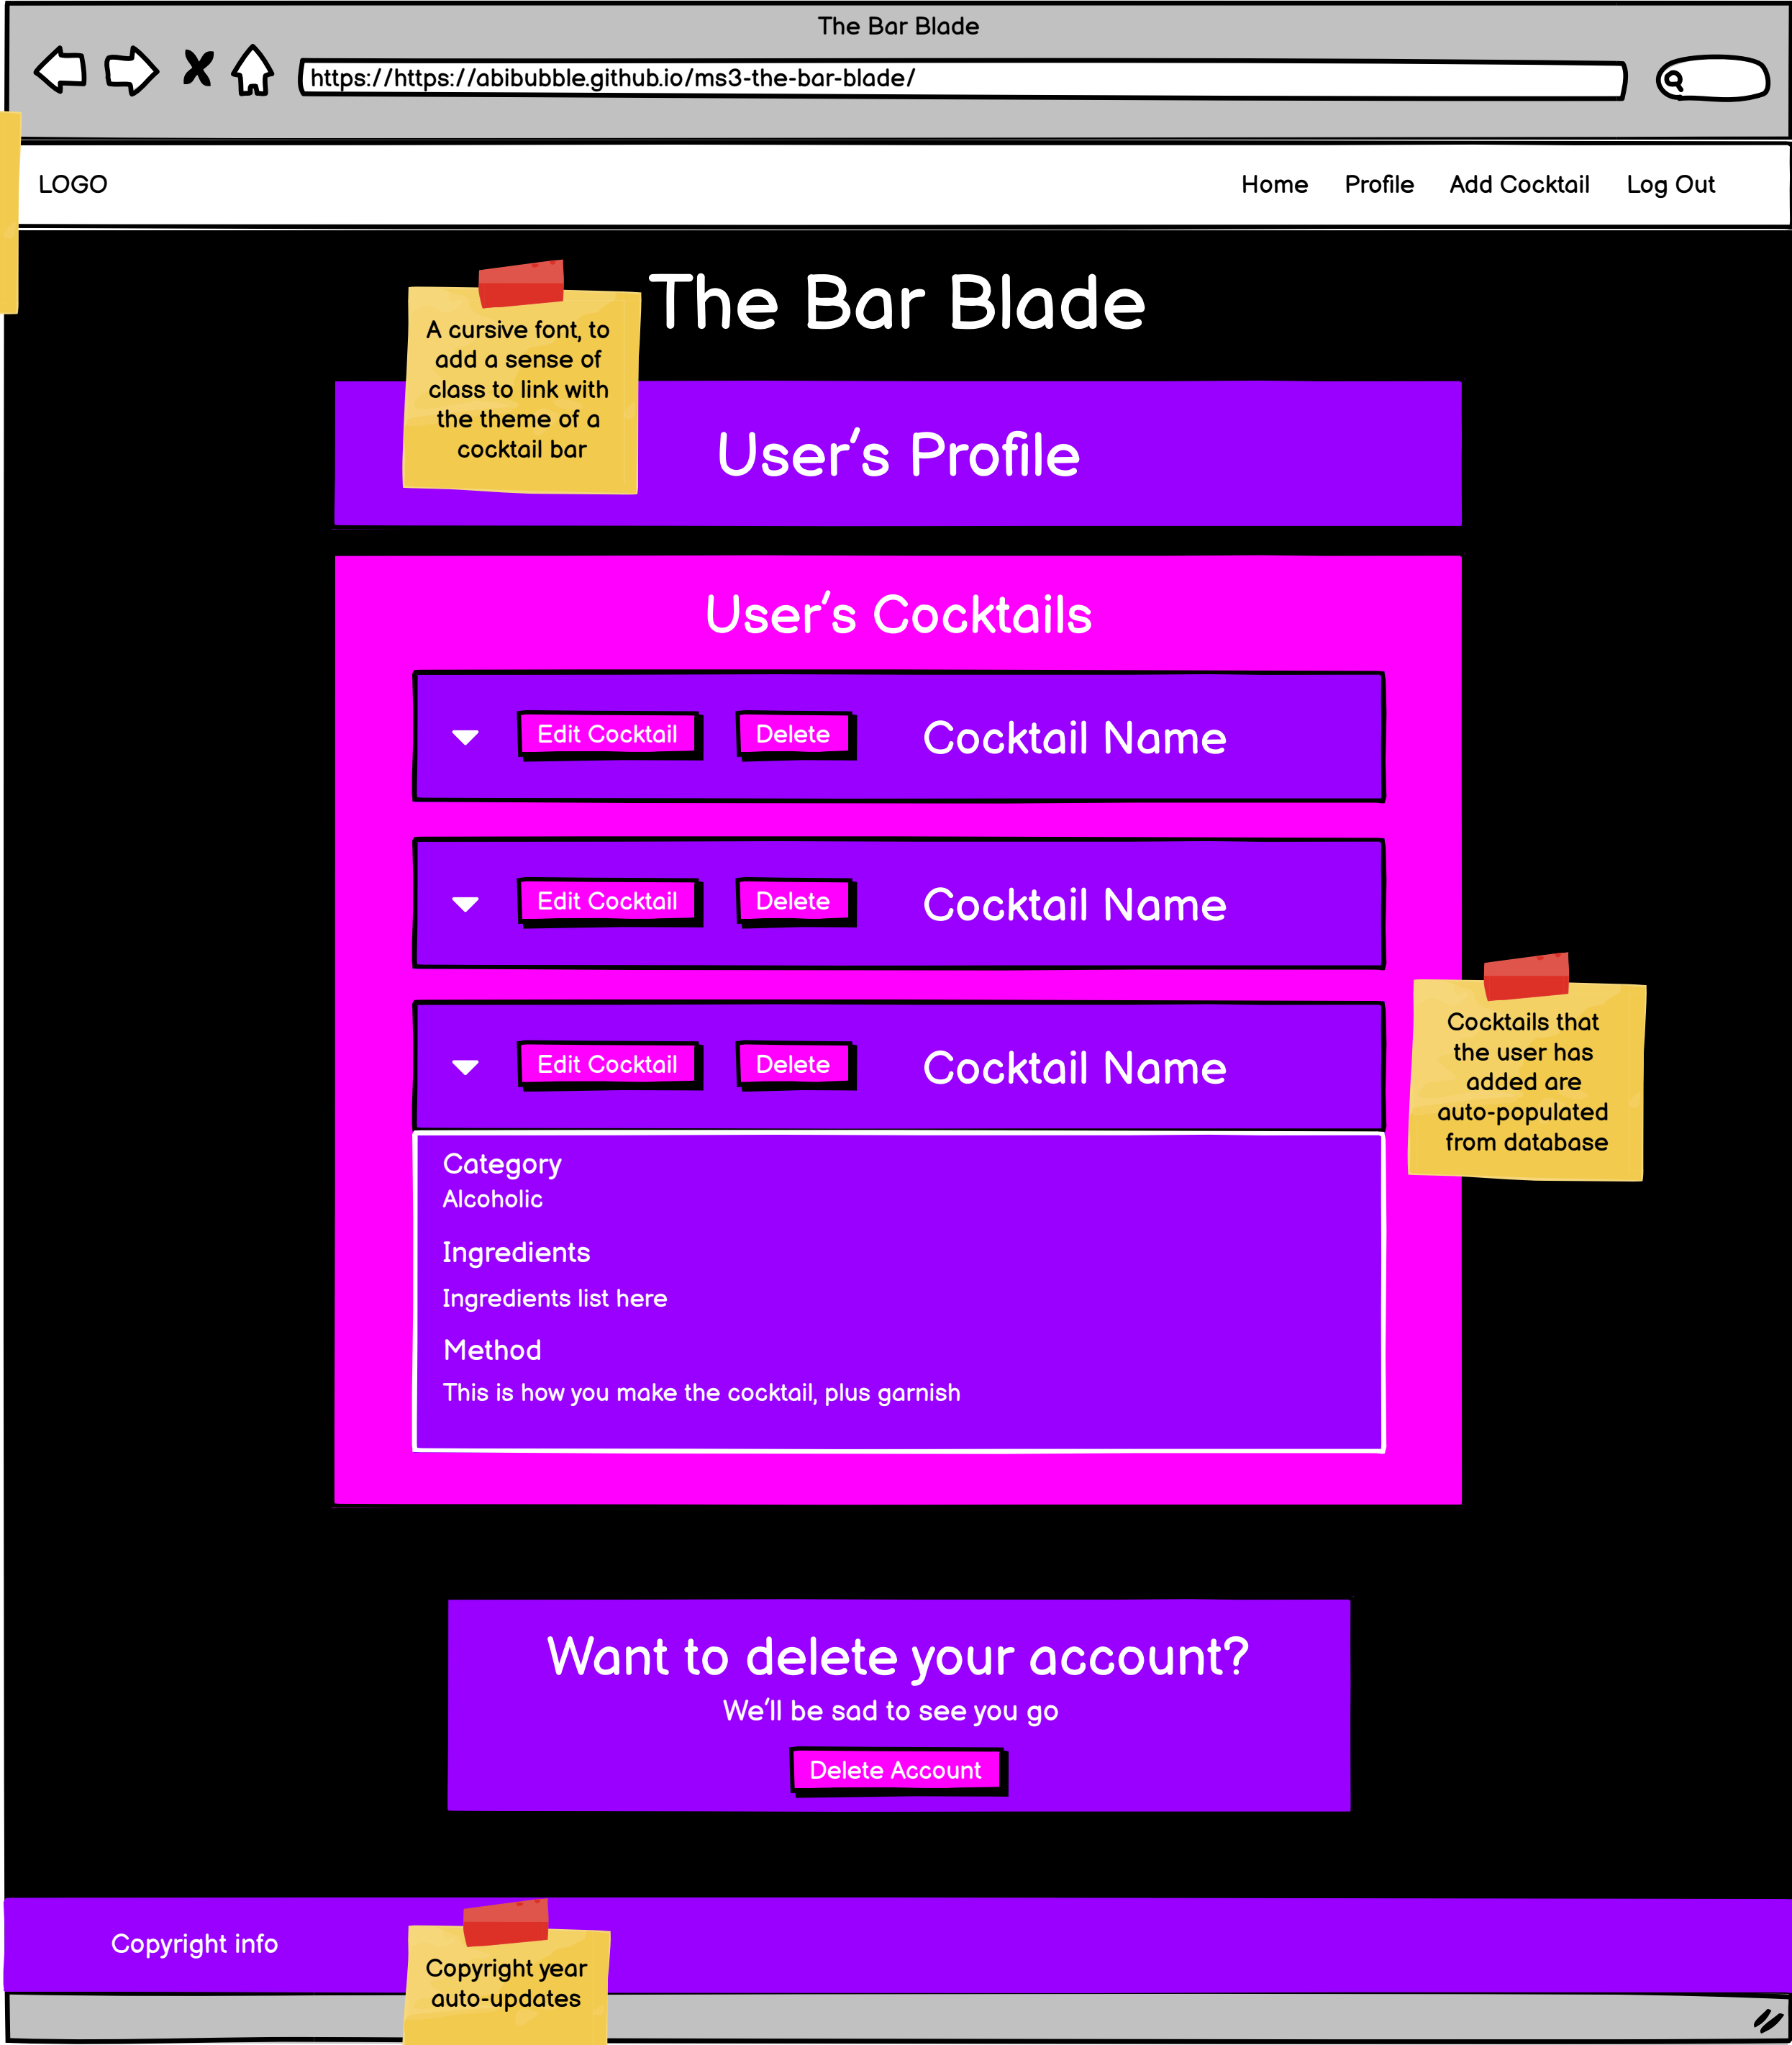 The Bar Blade
https://https://abibubble.github.io/ms3-the-bar-blade/
LOGO
Home
Profile
Add Cocktail
Log Out
The Bar Blade
A cursive font, to
add a sense of
class to link with
the theme of a
cocktail bar
User's Profile
User's Cocktails
Edit Cocktail
Delete
Cocktail Name
Edit Cocktail
Delete
Cocktail Name
Edit Cocktail
Delete
Cocktail Name
Cocktails that
the user has
added are
auto-populated
from database
Category
Alcoholic
Ingredients
Ingredients list here
Method
This is how you make the cocktail, plus garnish
Want to delete your account?
We'll be sad to see you go
Delete Account
Copyright info
Copyright year
auto-updates